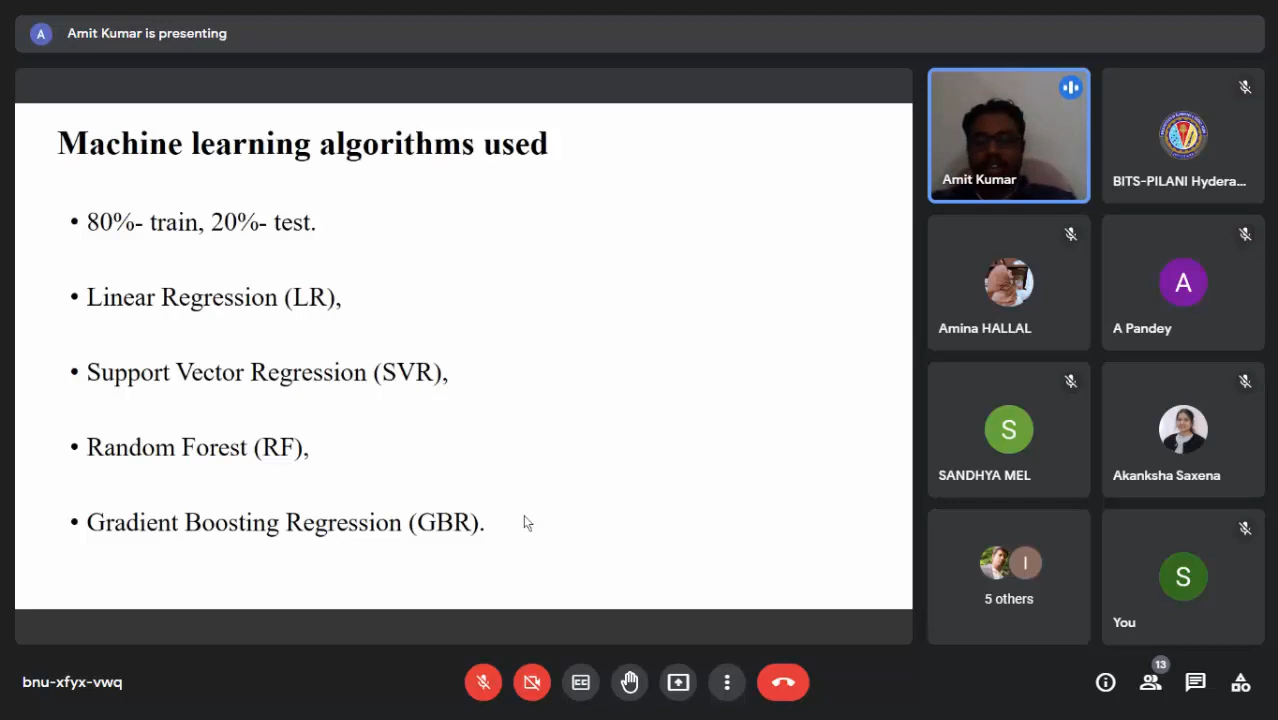 A
Amit Kumar is presenting
Machine learning algorithms used
• 80%- train, 20%- test.
• Linear Regression (LR),
• Support Vector Regression (SVR),
• Random Forest (RF),
• Gradient Boosting Regression (GBR).
Amit Kumar
BITS-PILANI Hydera...
Amina HALLAL
A
A Pandey
S
SANDHYA MEL
Akanksha Saxena
I
5 others
S
You
bnu-xfyx-vwq
CC
13